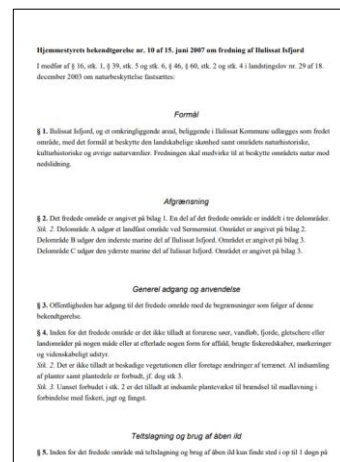 Hjemmestyrets bekendtgørelse nr. 10 af 15. juni 2007 om fredning af Ilulissat Isfjord
I medfør af § 16, stk. 1, § 39, stk. 5 og stk. 6, § 46, § 60, stk. 2 og stk. 4 i landstingslov nr. 29 af 18.
december 2003 om naturbeskyttelse fastsættes:
Formål
§ 1. Ilulissat Isfjord, og et omkringliggende areal, beliggende i Ilulissat Kommune udlægges som fredet
område, med det formål at beskytte den landskabelige skønhed samt områdets naturhistoriske,
kulturhistoriske og øvrige naturværdier. Fredningen skal medvirke til at beskytte områdets natur mod
nedslidning.
Afgrænsning
§ 2. Det fredede område er angivet på bilag 1. En del af det fredede område er inddelt i tre delområder.
Stk. 2. Delområde A udgør et landfast område ved Sermermiut. Området er angivet på bilag 2.
Delområde B udgør den inderste marine del af Ilulissat Isfjord. Området er angivet på bilag 3.
Delområde C udgør den yderste marine del af Ilulissat Isfjord. Området er angivet på bilag 3.
Generel adgang og anvendelse
§ 3. Offentligheden har adgang til det fredede område med de begrænsninger som følger af denne
bekendtgørelse.
§ 4. Inden for det fredede område er det ikke tilladt at forurene søer, vandløb, fjorde, gletschere eller
landområder på nogen måde eller at efterlade nogen form for affald, brugte fiskeredskaber, markeringer
og videnskabeligt udstyr.
Stk. 2. Det er ikke tilladt at beskadige vegetationen eller foretage ændringer af terrænet. Al indsamling
af planter samt plantedele er forbudt, jf. dog stk 3.
Stk. 3. Uanset forbudet i stk. 2 er det tilladt at indsamle plantevækst til brændsel til madlavning i
forbindelse med fiskeri, jagt og fangst.
Teltslagning og brug af åben ild
§ 5. Inden for det fredede område må teltslagning og brug af åben ild kun finde sted i op til 1 døgn på